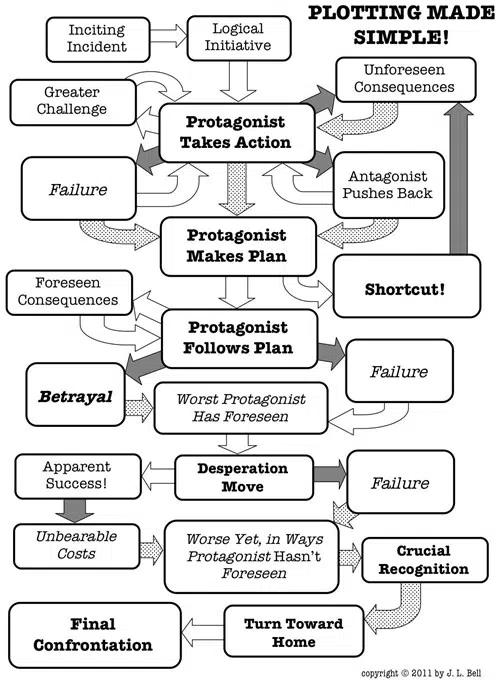 PLOTTING MADE
SIMPLE!
Inciting
Incident
Logical
Initiative
Unforeseen
Consequences
Greater
Challenge
Protagonist
Takes Action
Failure
Antagonist
Pushes Back
Protagonist
Makes Plan
Shortcut!
Foreseen
Consequences
Protagonist
Follows Plan
Betrayal
Failure
Worst Protagonist
Has Foreseen
Apparent
Success!
Desperation
Move
Failure
Unbearable
Costs
Worse Yet, in Ways
Protagonist Hasn't
Foreseen
Crucial
Recognition
Final
Confrontation
Turn Toward
Home
copyright © 2011 by J. L. Bell